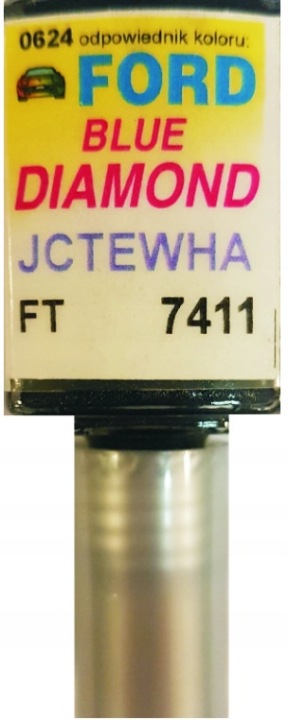 0624 odpowiednik koloru:
FORD
BLUE
DIAMOND
JCTEWHA
FT 7411